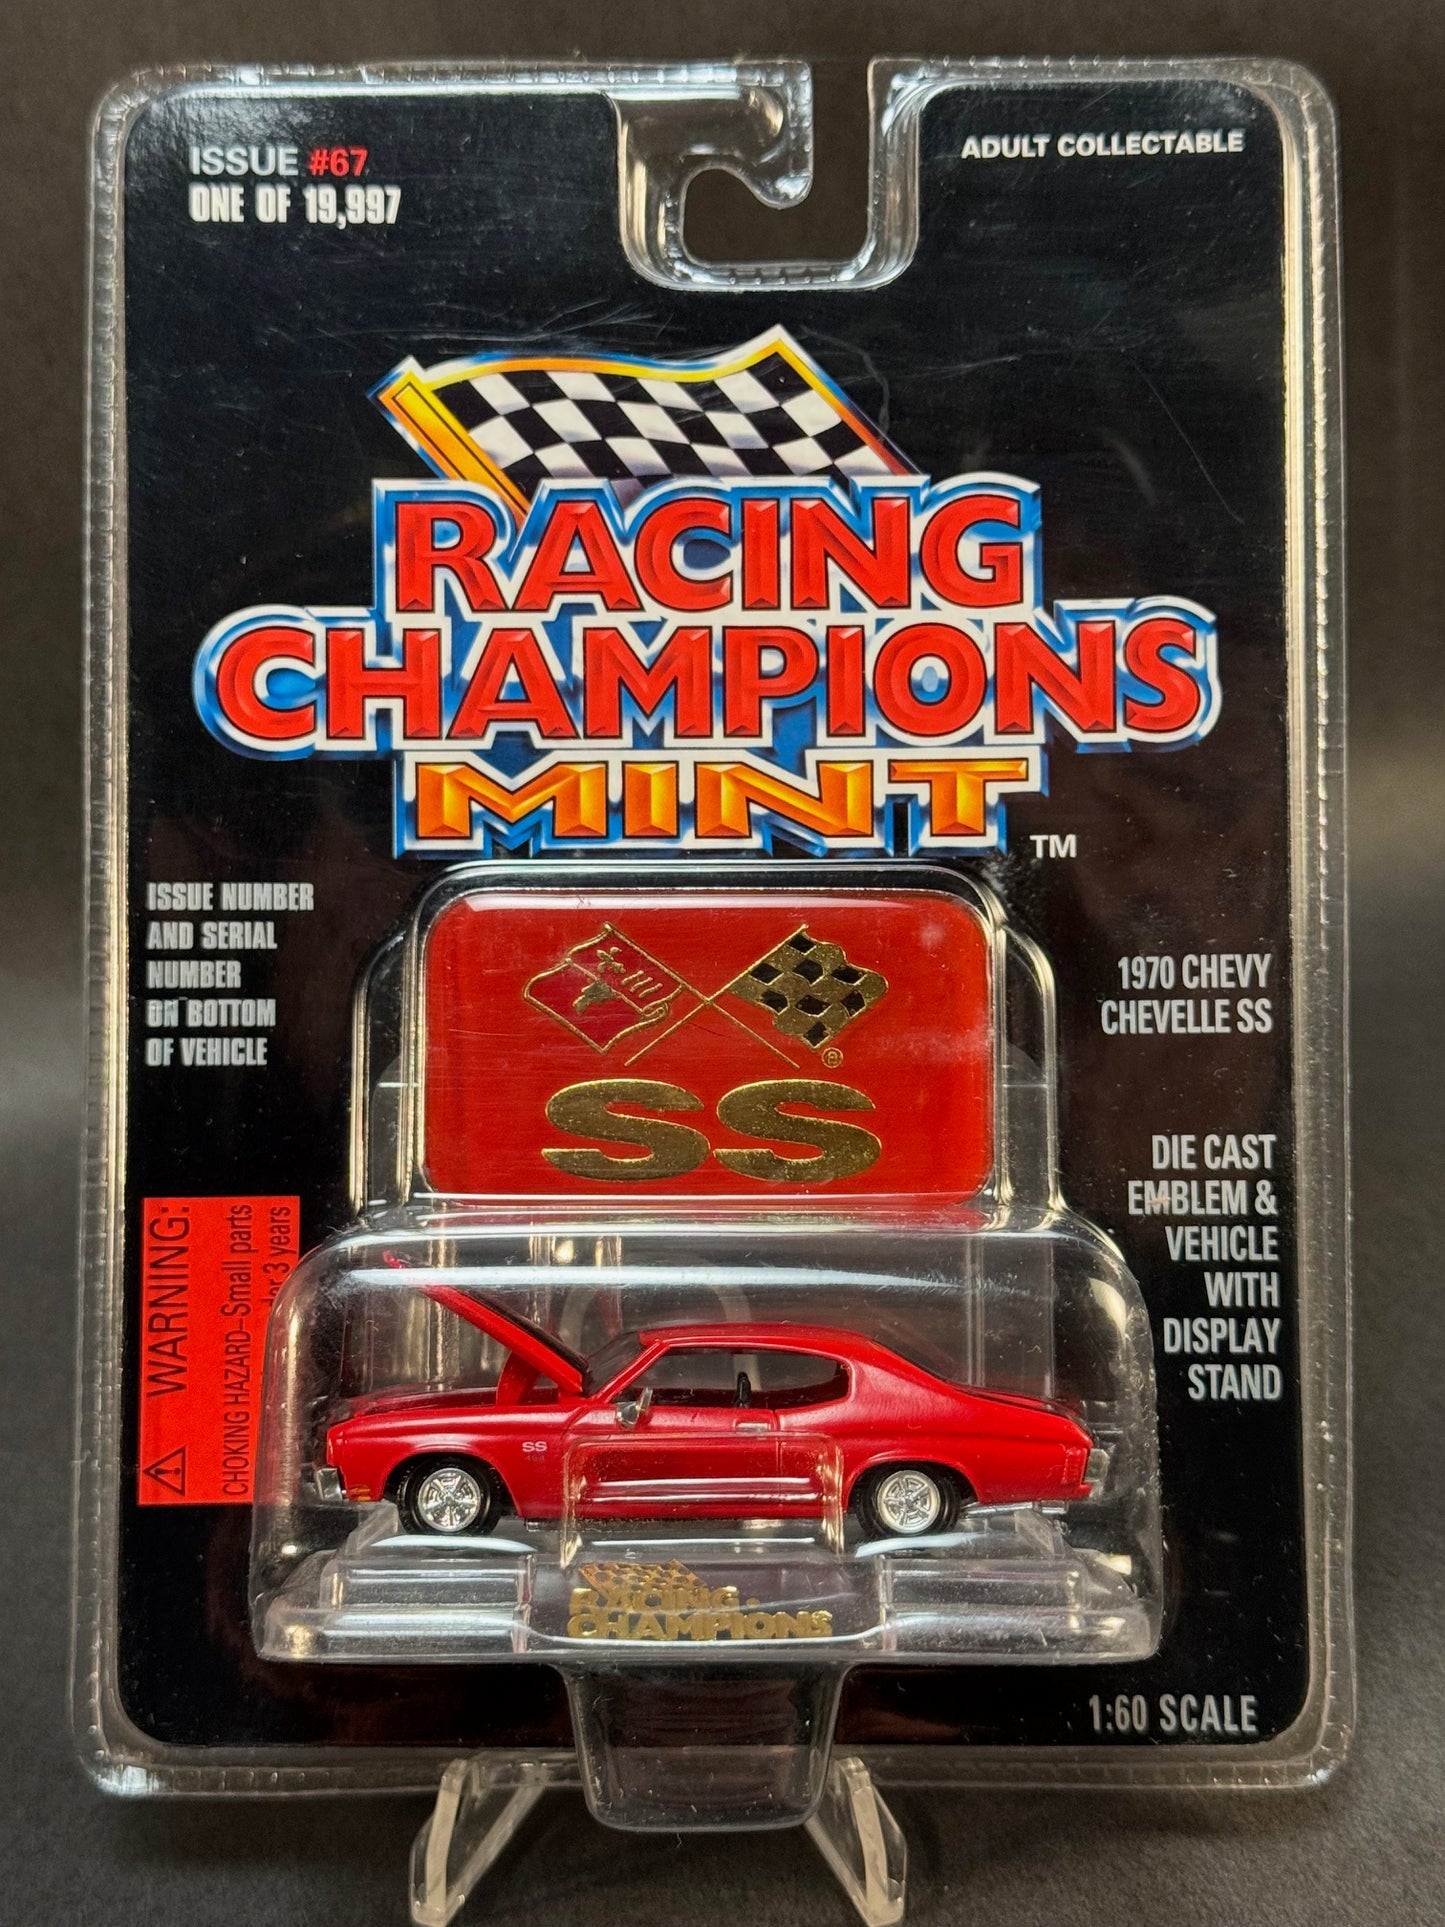 ISSUE #67
ONE OF 19,997
ADULT COLLECTABLE
RACING
CHAMPIONS
MINT
TM
ISSUE NUMBER
AND SERIAL
NUMBER
ON BOTTOM
OF VEHICLE
SS
®
1970 CHEVY
CHEVELLE SS
DIE CAST
EMBLEM &
VEHICLE
WITH
DISPLAY
STAND
WARNING:
CHOKING HAZARD–Small parts
3 years
SS
RACING
CHAMPIONS
1:60 SCALE